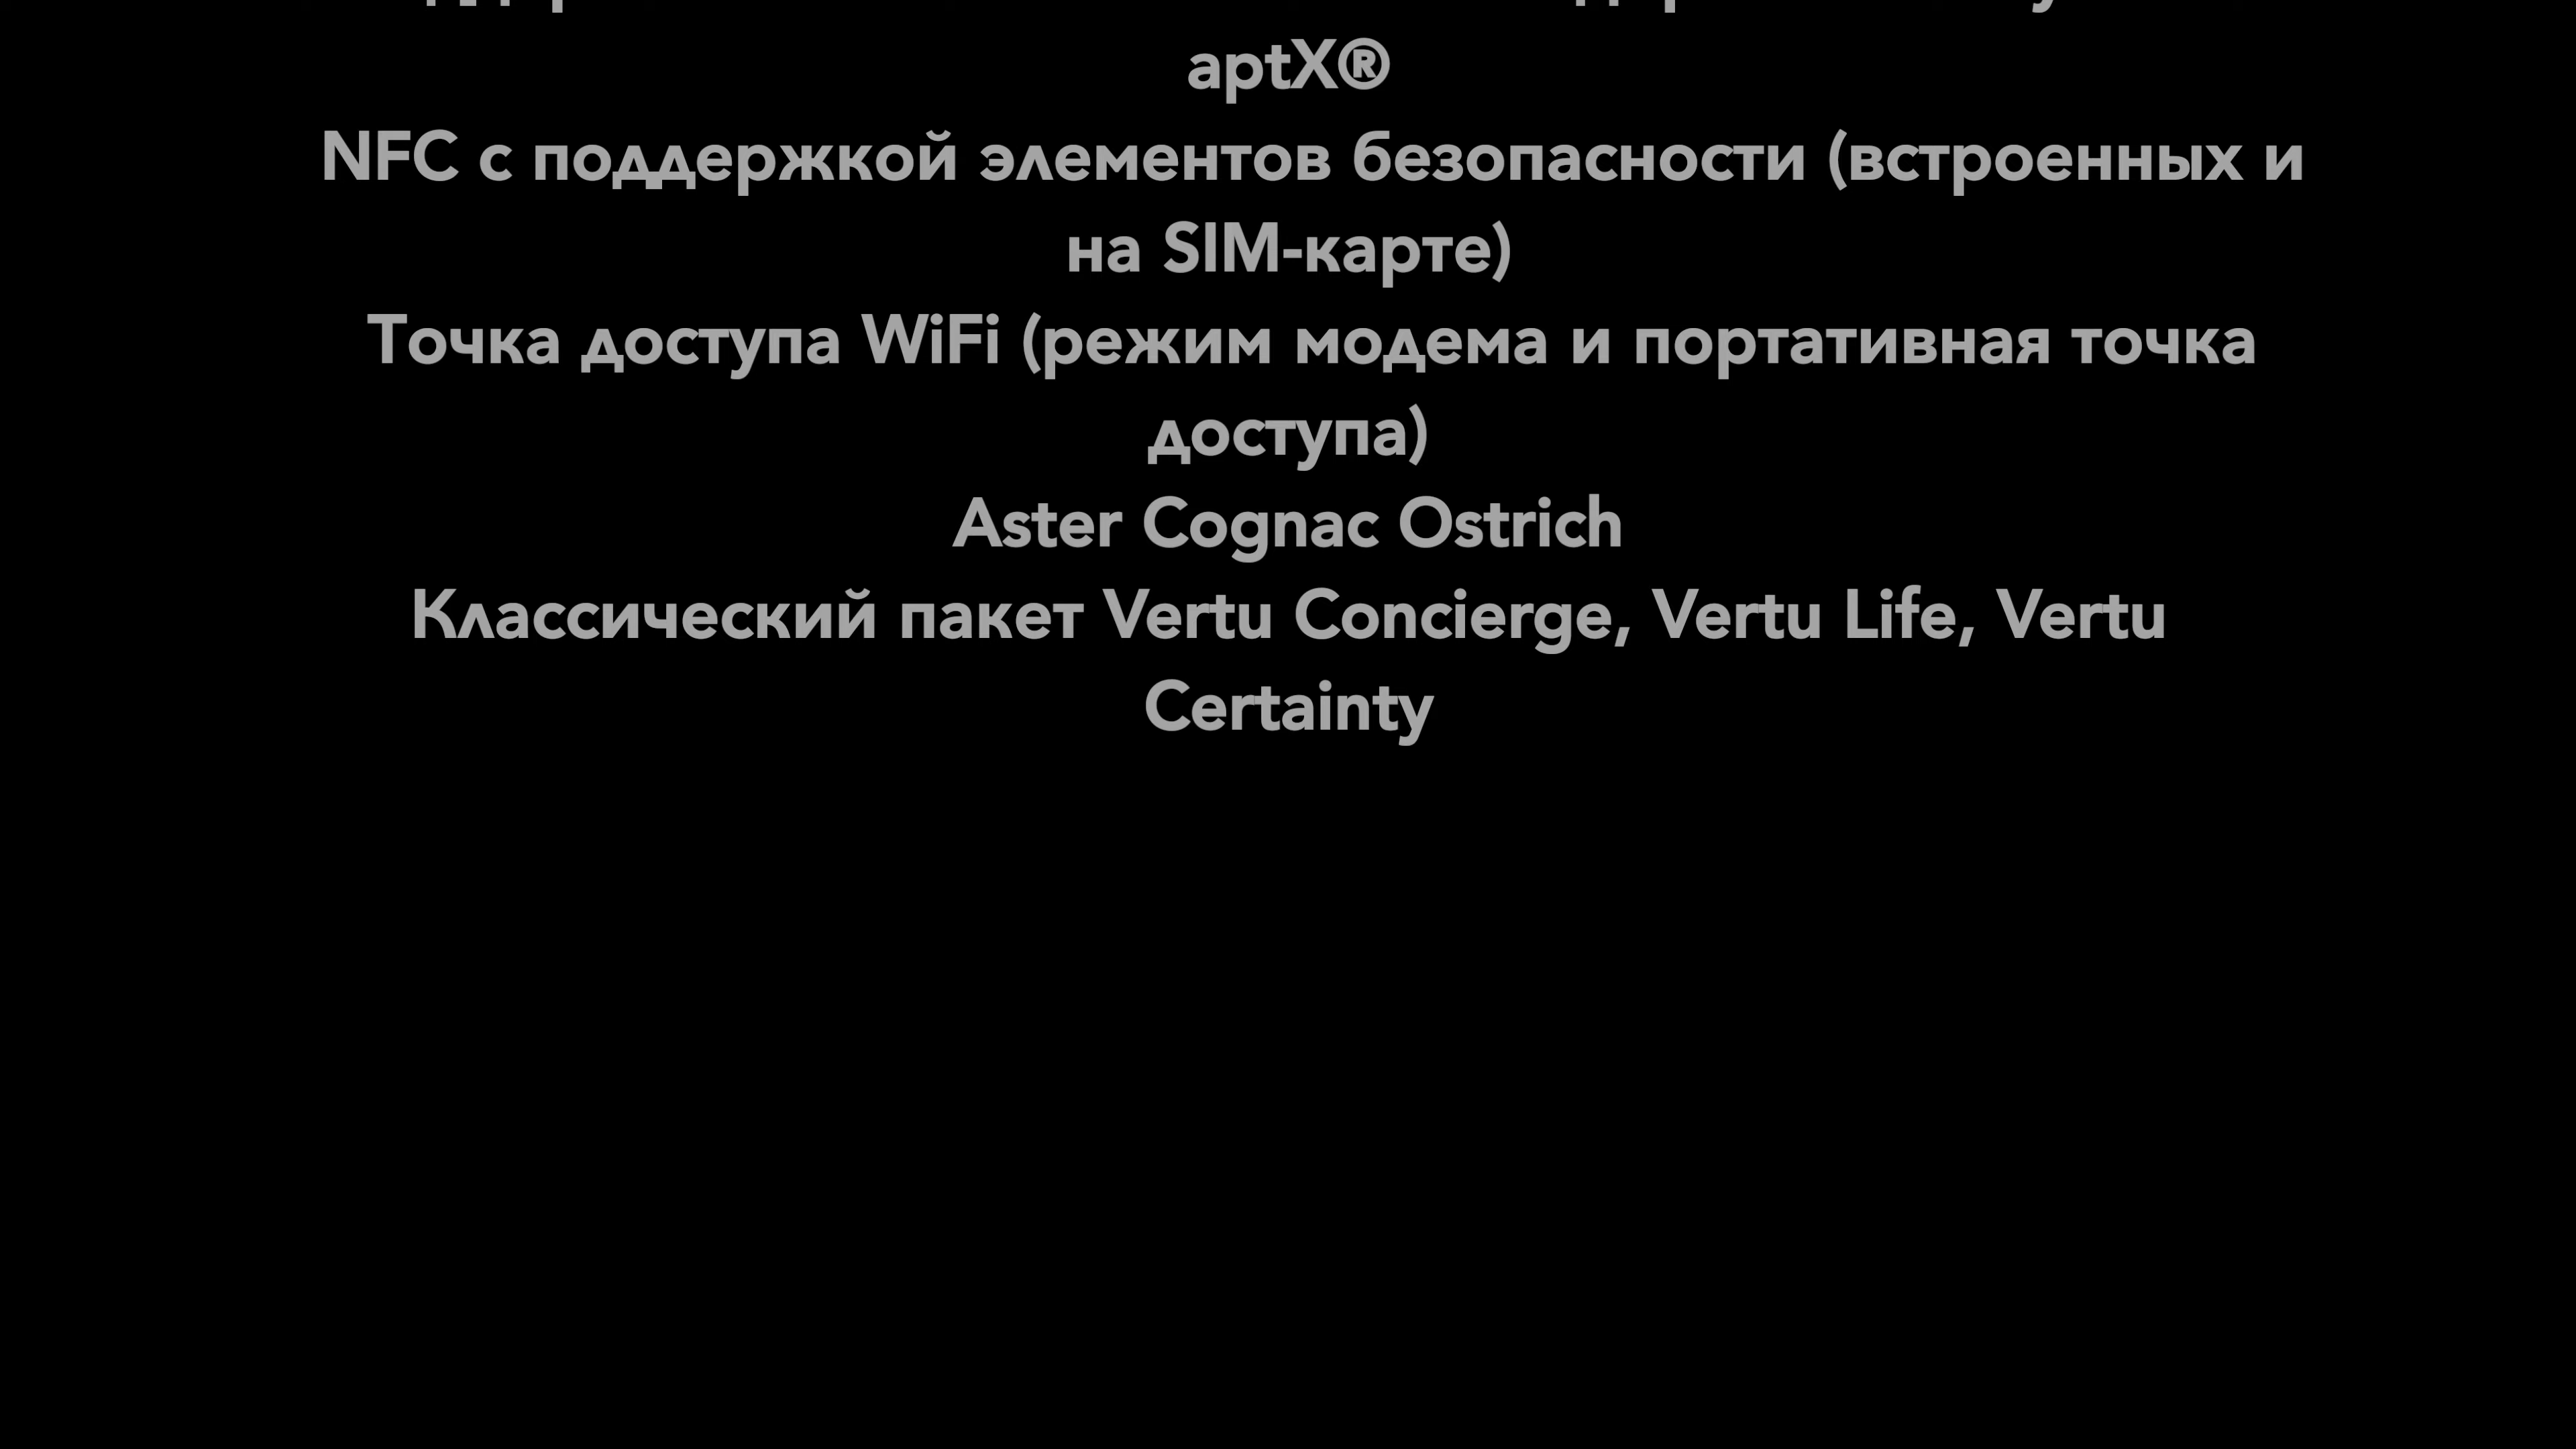 aptX®
NFC с поддержкой элементов безопасности (встроенных и
на SIM-карте)
Точка доступа WiFi (режим модема и портативная точка
доступа)
Aster Cognac Ostrich
Классический пакет Vertu Concierge, Vertu Life, Vertu
Certainty